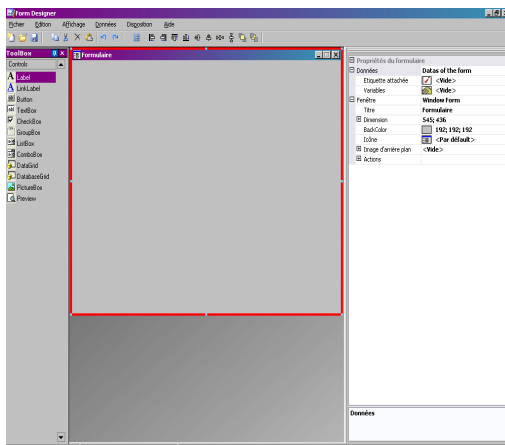 Form Designer
Fichier Edition Affichage Données Disposition Aide
ToolBox
Controls
A Label
A LinkLabel
Button
TextBox
CheckBox
GroupBox
ListBox
ComboBox
DataGrid
DatabaseGrid
PictureBox
Preview
Formulaire
Propriétés du formulaire
Données Datas of the form
Etiquette attachée <Vide>
Variables <Vide>
Fenêtre Window Form
Titre Formulaire
Dimension 545; 436
BackColor 192; 192; 192
Icône <Par défault>
Image d'arrière plan <Vide>
Actions
Données